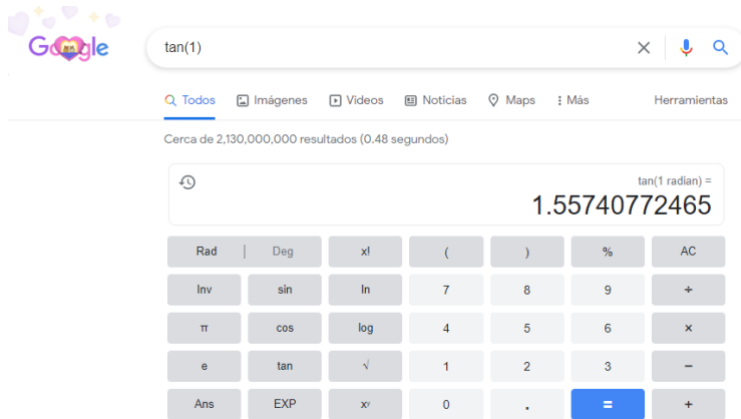 Google
tan(1)
Todos Imágenes Videos Noticias Maps Más Herramientas
Cerca de 2,130,000,000 resultados (0.48 segundos)
tan(1 radian) =
1.55740772465
Rad | Deg x! ( ) % AC
Inv sin ln 7 8 9 ÷
π cos log 4 5 6 ×
e tan √ 1 2 3 −
Ans EXP xʸ 0 . = +